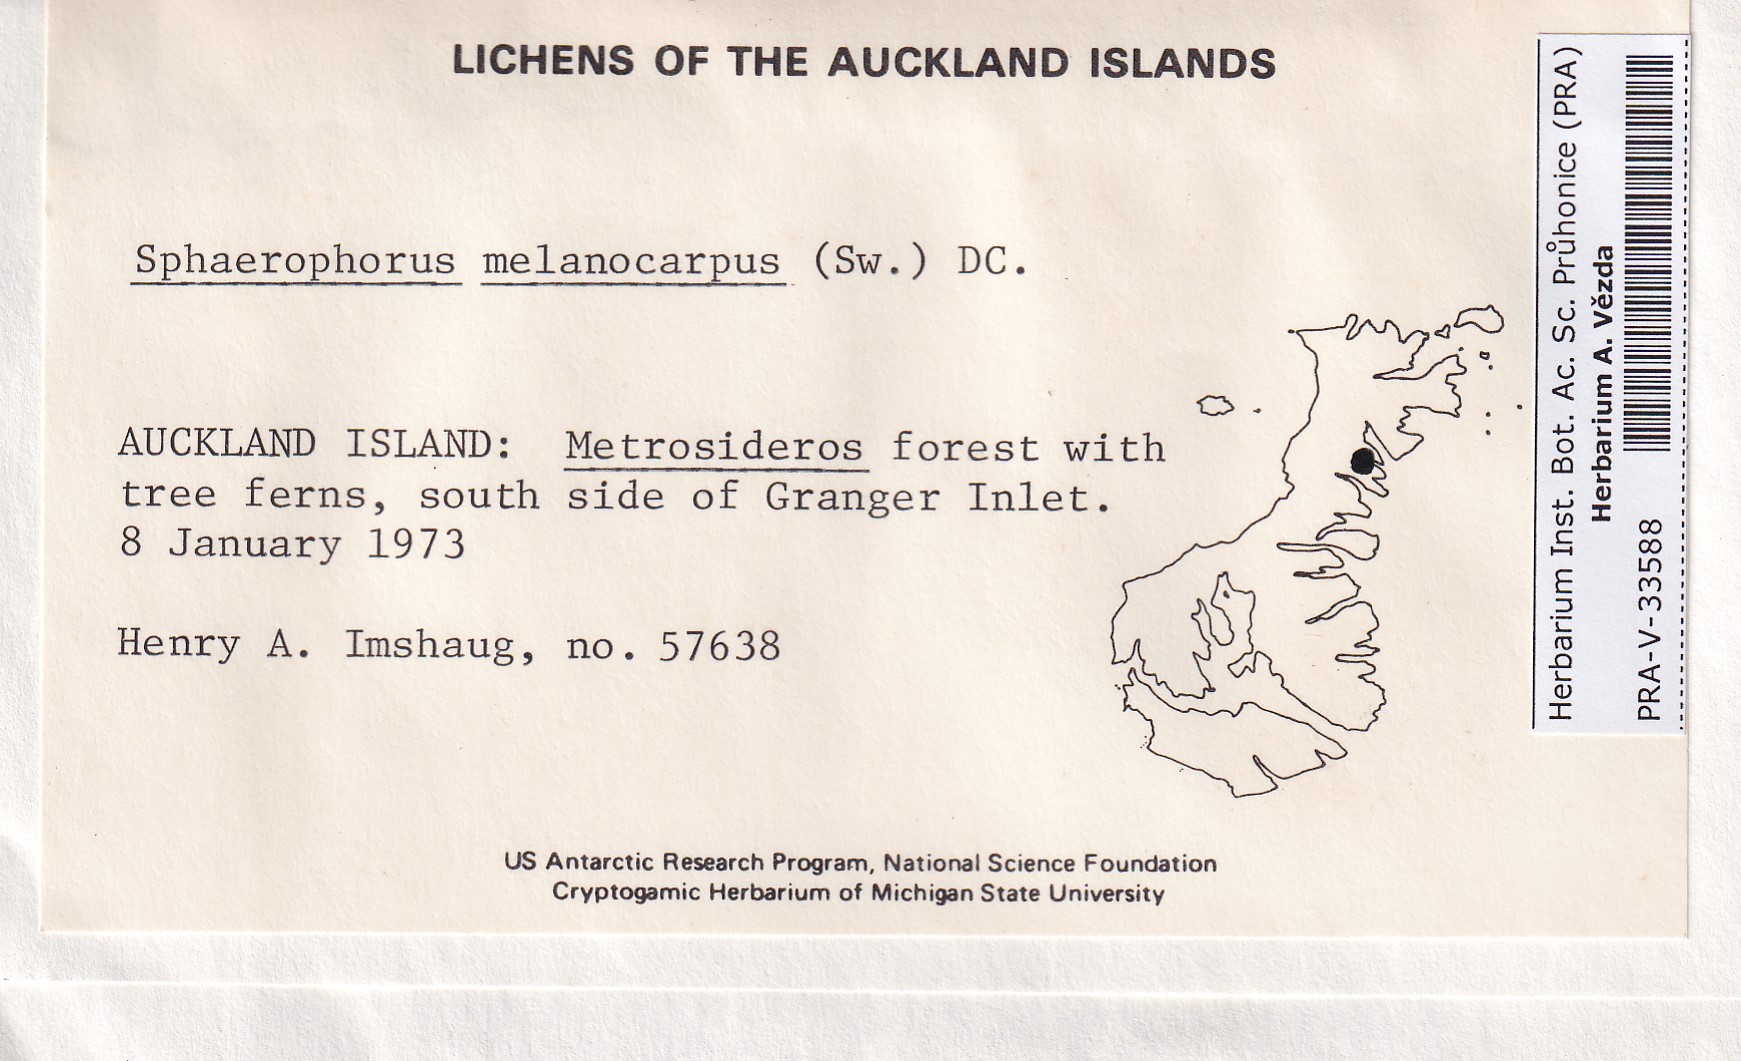 LICHENS OF THE AUCKLAND ISLANDS
Sphaerophorus melanocarpus (Sw.) DC.
AUCKLAND ISLAND: Metrosideros forest with
tree ferns, south side of Granger Inlet.
8 January 1973
Henry A. Imshaug, no. 57638
US Antarctic Research Program, National Science Foundation
Cryptogamic Herbarium of Michigan State University
Herbarium Inst. Bot. Ac. Sc. Průhonice (PRA)
Herbarium A. Vězda
PRA-V-33588